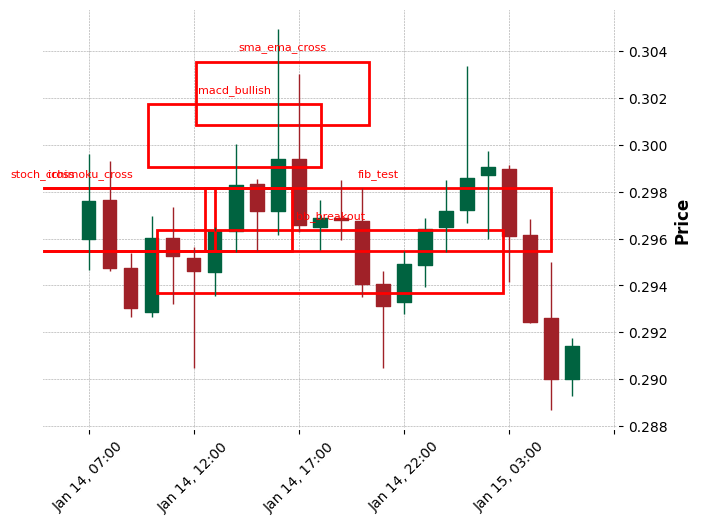 sma_ema_cross
macd_bullish
stoch_cross
ichimoku_cross
fib_test
0.304
0.302
0.300
0.298
0.296
0.294
0.292
0.290
0.288
Price
Jan 14, 07:00
Jan 14, 12:00
Jan 14, 17:00
Jan 14, 22:00
Jan 15, 03:00